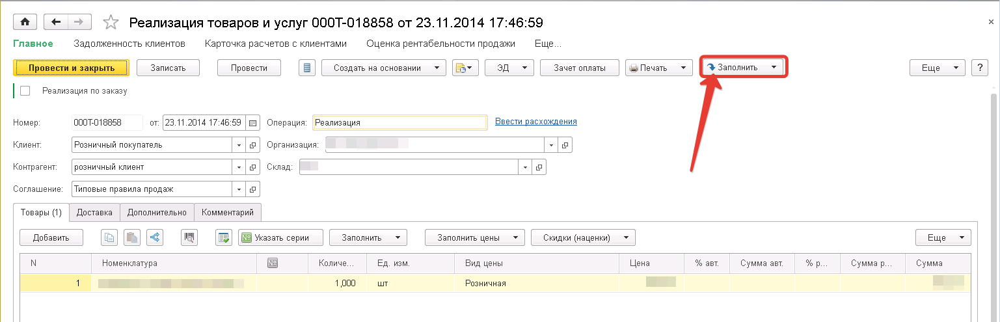 Реализация товаров и услуг 000Т-018858 от 23.11.2014 17:46:59
Главное Задолженность клиентов Карточка расчетов с клиентами Оценка рентабельности продажи Еще...
Провести и закрыть Записать Провести Создать на основании ЭД Зачет оплаты Печать Заполнить Еще ?
Реализация по заказу
Номер: 000Т-018858 от: 23.11.2014 17:46:59 Операция: Реализация Ввести расхождения
Клиент: Розничный покупатель Организация:
Контрагент: розничный клиент Склад:
Соглашение: Типовые правила продаж
Товары (1) Доставка Дополнительно Комментарий
Добавить № Указать серии Заполнить Заполнить цены Скидки (наценки) Еще
N Номенклатура № Количе... Ед. изм. Вид цены Цена % авт. Сумма авт. % р... Сумма р... Сумма
1 1,000 шт Розничная